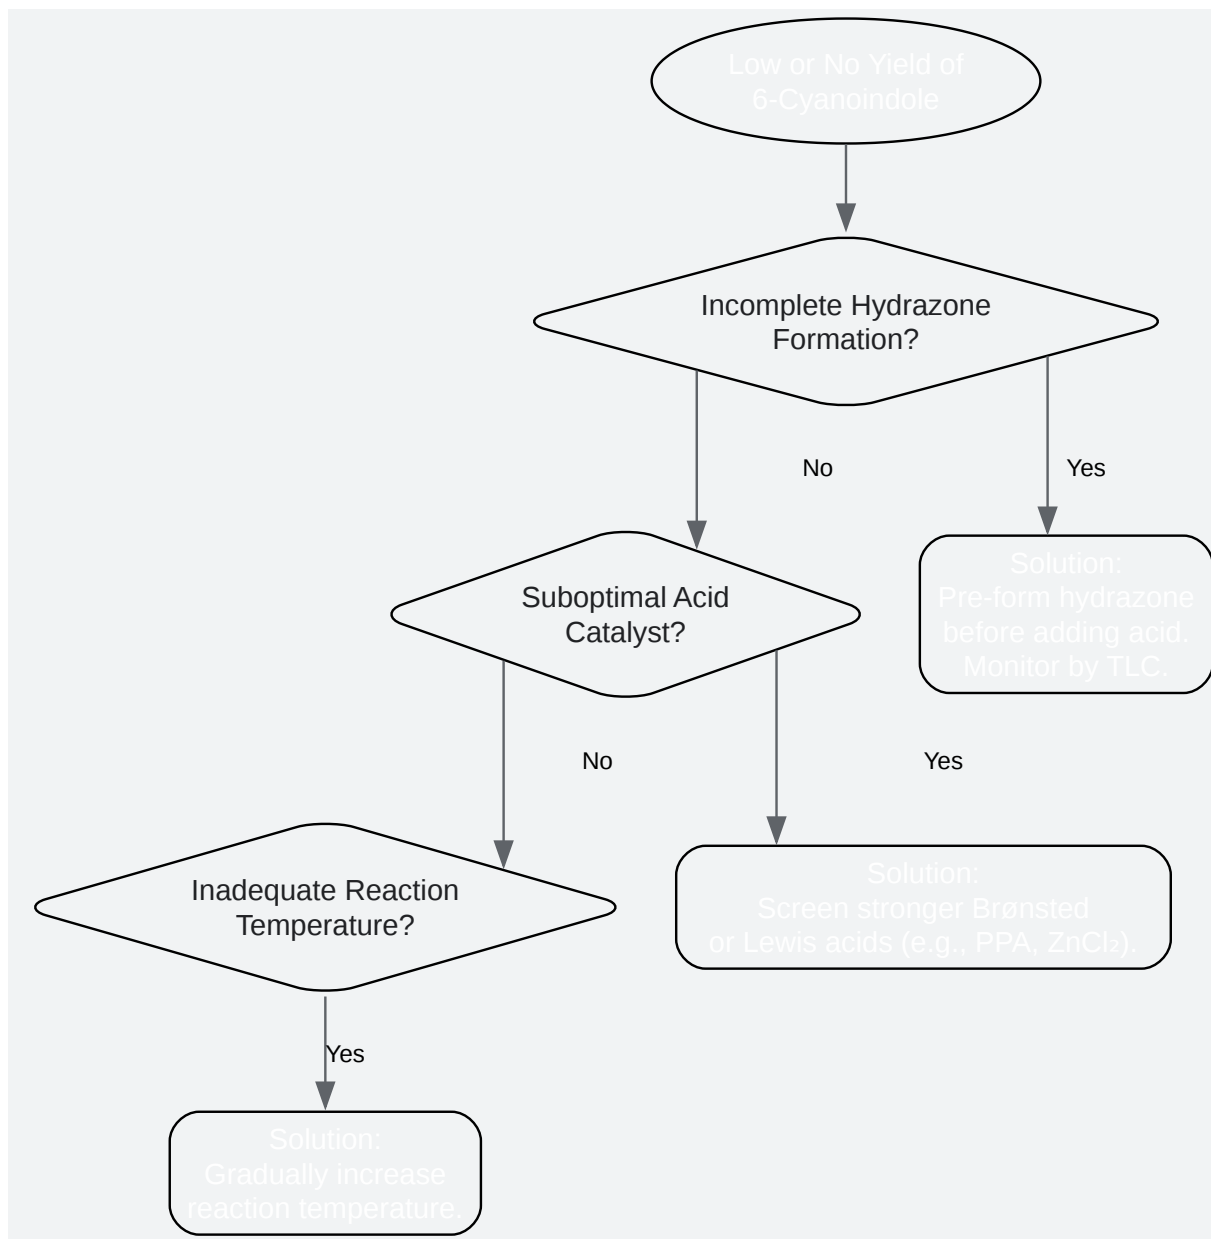 Low or No Yield of
6-Cyanoindole
Incomplete Hydrazone
Formation?
No
Yes
Suboptimal Acid
Catalyst?
Solution:
Pre-form hydrazone
before adding acid.
Monitor by TLC.
No
Yes
Inadequate Reaction
Temperature?
Solution:
Screen stronger Brønsted
or Lewis acids (e.g., PPA, ZnCl₂).
Yes
Solution:
Gradually increase
reaction temperature.